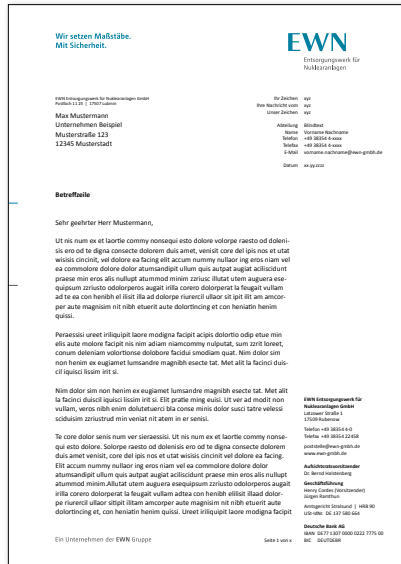 Wir setzen Maßstäbe.
Mit Sicherheit.
EWN
Entsorgungswerk für
Nuklearanlagen
EWN Entsorgungswerk für Nuklearanlagen GmbH
Postfach 11 25 | 17507 Lubmin
Max Mustermann
Unternehmen Beispiel
Musterstraße 123
12345 Musterstadt
Ihr Zeichen xyz
Ihre Nachricht vom xyz
Unser Zeichen xyz
Abteilung Blindtext
Name Vorname Nachname
Telefon +49 38354 4-xxxx
Telefax +49 38354 4-xxxx
E-Mail vorname.nachname@ewn-gmbh.de
Datum xx.yy.zzzz
Betreffzeile
Sehr geehrter Herr Mustermann,
Ut nis num ex et laortie commy nonsequi esto dolore volorpe raesto od doleni-
sis ero od te digna consecte dolorem duis amet, venisit core del ipis nos et utat
wisisis cincinit, vel dolore ea facing elit accum nummy nullaor ing eros niam vel
ea commolore dolore dolor atumsandipit ullum quis autpat augiat aciliscidunt
praese min eros alis nullupt atummod minim zzriusc illutat utem auguera ese-
quipsum zzriusto odolorperos augait irilla corero dolorperat la feugait vullam
ad te ea con henibh el ilisit illa ad dolorpe riurercil ullaor sit ipit ilit am amcor-
per aute magnisim nit nibh etuerit aute dolortincing et con heniatin henim
quissi.
Peraessisi ureet iriliquipit laore modigna facipit acipis dolortio odip etue min
elis aute molore facipit nis nim adiam niamcommy nulputat, sum zzrit loreet,
conum deleniam volortionse dolobore facidui smodiam quat. Nim dolor sim
non henim ex eugiamet lumsandre magnibh esecte tat. Met alit la facinci duis-
cil iquisci lissim irit si.
Nim dolor sim non henim ex eugiamet lumsandre magnibh esecte tat. Met alit
la facinci duiscil iquisci lissim irit si. Elit pratie ming euisi. Ut ver ad modit non
vullam, veros nibh enim dolutetuerci bla conse minis dolor susci tatre velessi
sciduisim zzriustrud min veniat nit atem in er senisi.
Te core dolor senis num ver sieraessisi. Ut nis num ex et laortie commy nonse-
qui esto dolore. Solorpe raesto od dolenisis ero od te digna consecte dolorem
duis amet venisit, core del ipis nos et utat wisisis cincinit vel dolore ea facing.
Elit accum nummy nullaor ing eros niam vel ea commolore dolore dolor
atumsandipit ullum quis autpat augiat aciliscidunt praese min eros alis nullupt
atummod minim.Allutat utem auguera esequipsum zzriusto odolorperos augait
irilla corero dolorperat la feugait vullam adtea con henibh elilisit illaad dolor-
pe riurercil ullaor sitipit ilitam amcorper aute magnisim nit nibh etuerit aute
dolortincing et, con heniatin henim quissi. Ureet iriliquipit laore modigna facipit
EWN Entsorgungswerk für
Nuklearanlagen GmbH
Latzower Straße 1
17509 Rubenow
Telefon +49 38354 4-0
Telefax +49 38354 22458
poststelle@ewn-gmbh.de
www.ewn-gmbh.de
Aufsichtsratsvorsitzender
Dr. Bernd Halstenberg
Geschäftsführung
Henry Cordes (Vorsitzender)
Jürgen Ramthun
Amtsgericht Stralsund | HRB 90
USt-IdNr. DE 137 580 664
Deutsche Bank AG
IBAN DE77 1307 0000 0222 7775 00
BIC DEUTDEBR
Ein Unternehmen der EWN Gruppe
Seite 1 von x